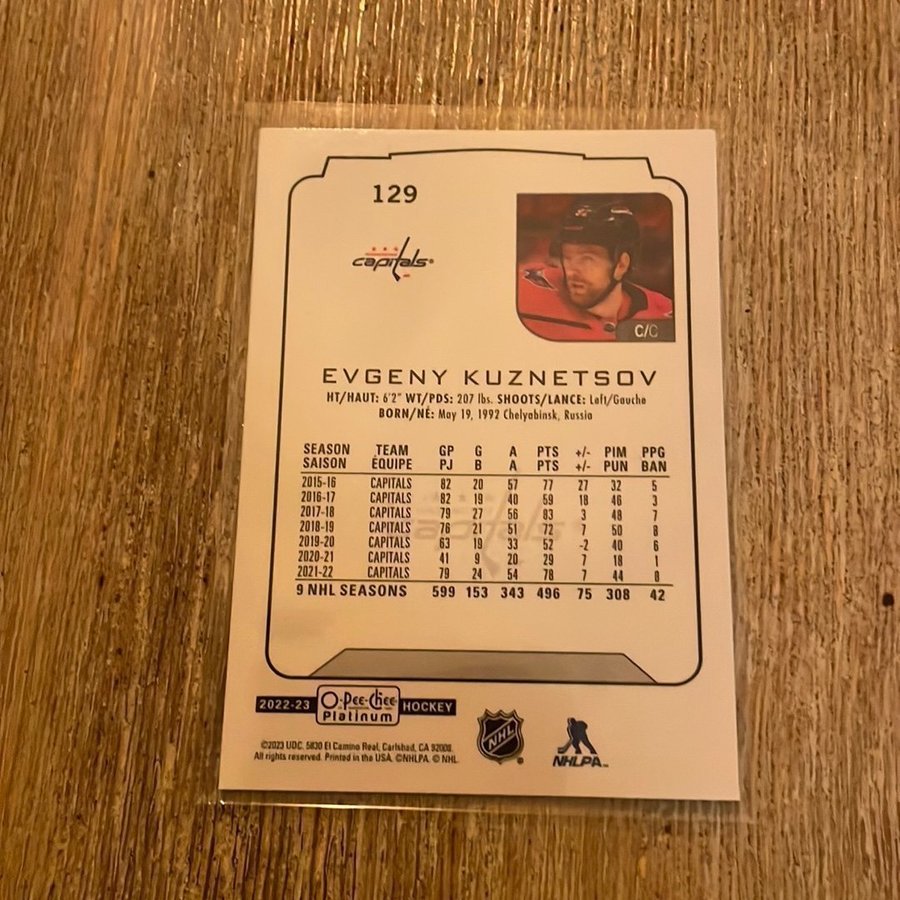 129
capitals
C/C
EVGENY KUZNETSOV
HT/HAUT: 6'2" WT/PDS: 207 lbs. SHOOTS/LANCE: Left/Gauche
BORN/NÉ: May 19, 1992 Chelyabinsk, Russia
SEASON TEAM GP G A PTS +/- PIM PPG
SAISON ÉQUIPE PJ B A PTS +/- PUN BAN
2015-16 CAPITALS 82 20 57 77 27 32 5
2016-17 CAPITALS 82 19 40 59 18 46 3
2017-18 CAPITALS 79 27 56 83 3 48 7
2018-19 CAPITALS 76 21 51 72 7 50 8
2019-20 CAPITALS 63 19 33 52 -2 40 6
2020-21 CAPITALS 41 9 20 29 7 18 1
2021-22 CAPITALS 79 24 54 78 7 44 0
9 NHL SEASONS 599 153 343 496 75 308 42
2022-23 O-Pee-Chee Platinum HOCKEY
©2023 UDC. 5830 El Camino Real, Carlsbad, CA 92008.
All rights reserved. Printed in the USA. ©NHLPA. © NHL.
NHL
NHLPA